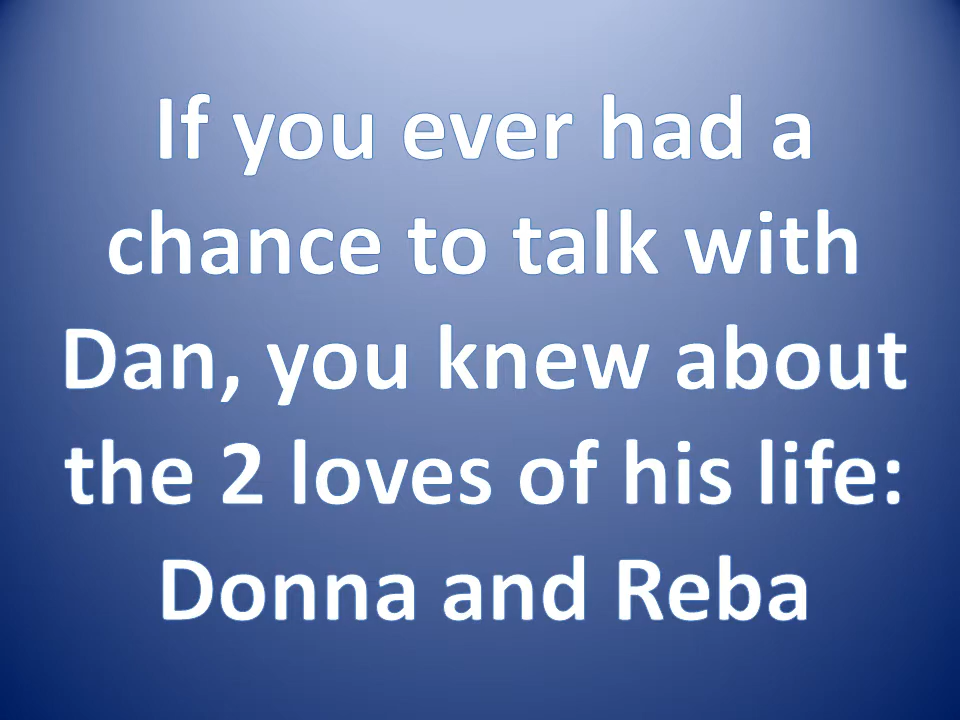 If you ever had a
chance to talk with
Dan, you knew about
the 2 loves of his life:
Donna and Reba